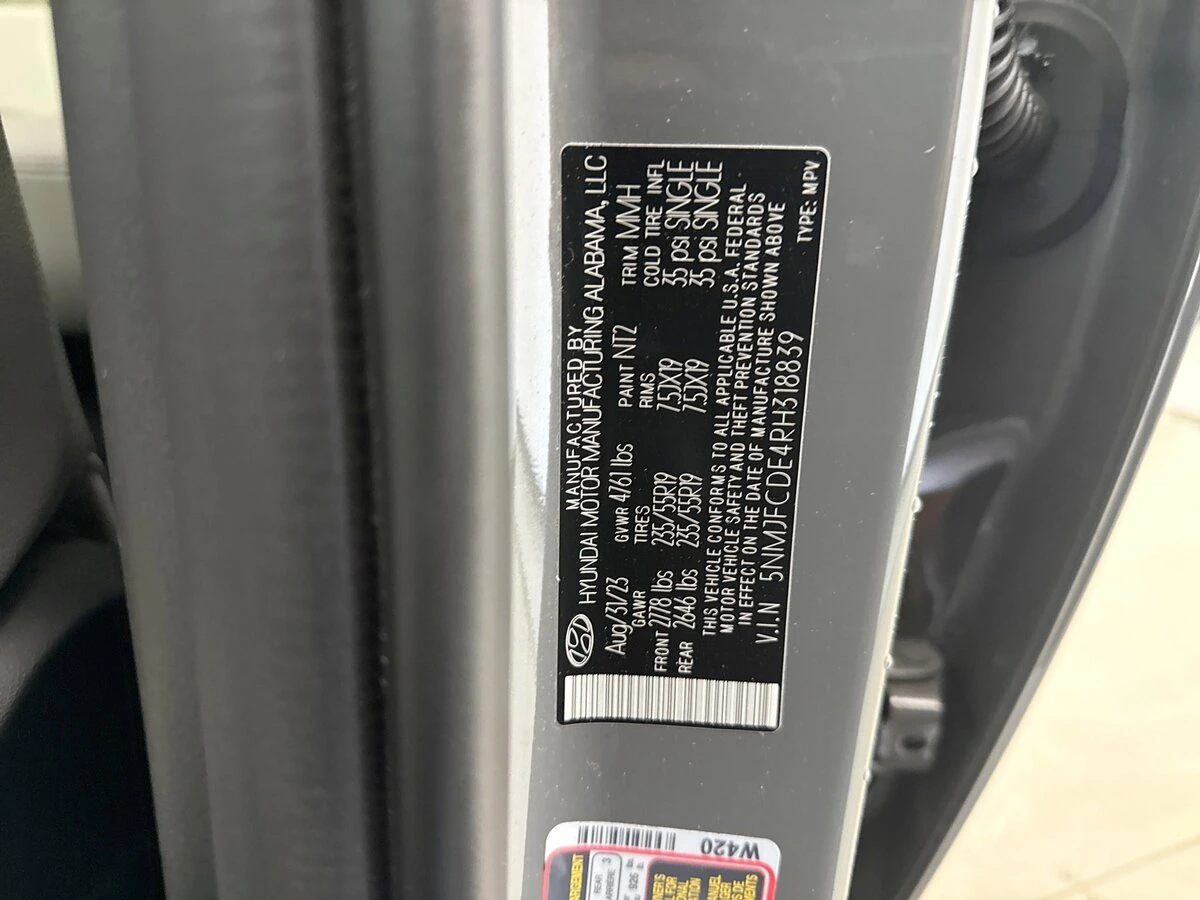 MANUFACTURED BY
HYUNDAI MOTOR MANUFACTURING ALABAMA, LLC
Aug/31/23 GVWR 4761 lbs PAINT NT2 TRIM MMH
GAWR TIRES RIMS COLD TIRE INFL
FRONT 2778 lbs 235/55R19 7.5JX19 35 psi SINGLE
REAR 2646 lbs 235/55R19 7.5JX19 35 psi SINGLE
THIS VEHICLE CONFORMS TO ALL APPLICABLE U.S.A. FEDERAL
MOTOR VEHICLE SAFETY AND THEFT PREVENTION STANDARDS
IN EFFECT ON THE DATE OF MANUFACTURE SHOWN ABOVE
V.I.N 5NMJFCDE4RH318839 TYPE: MPV
W420
REAR 3